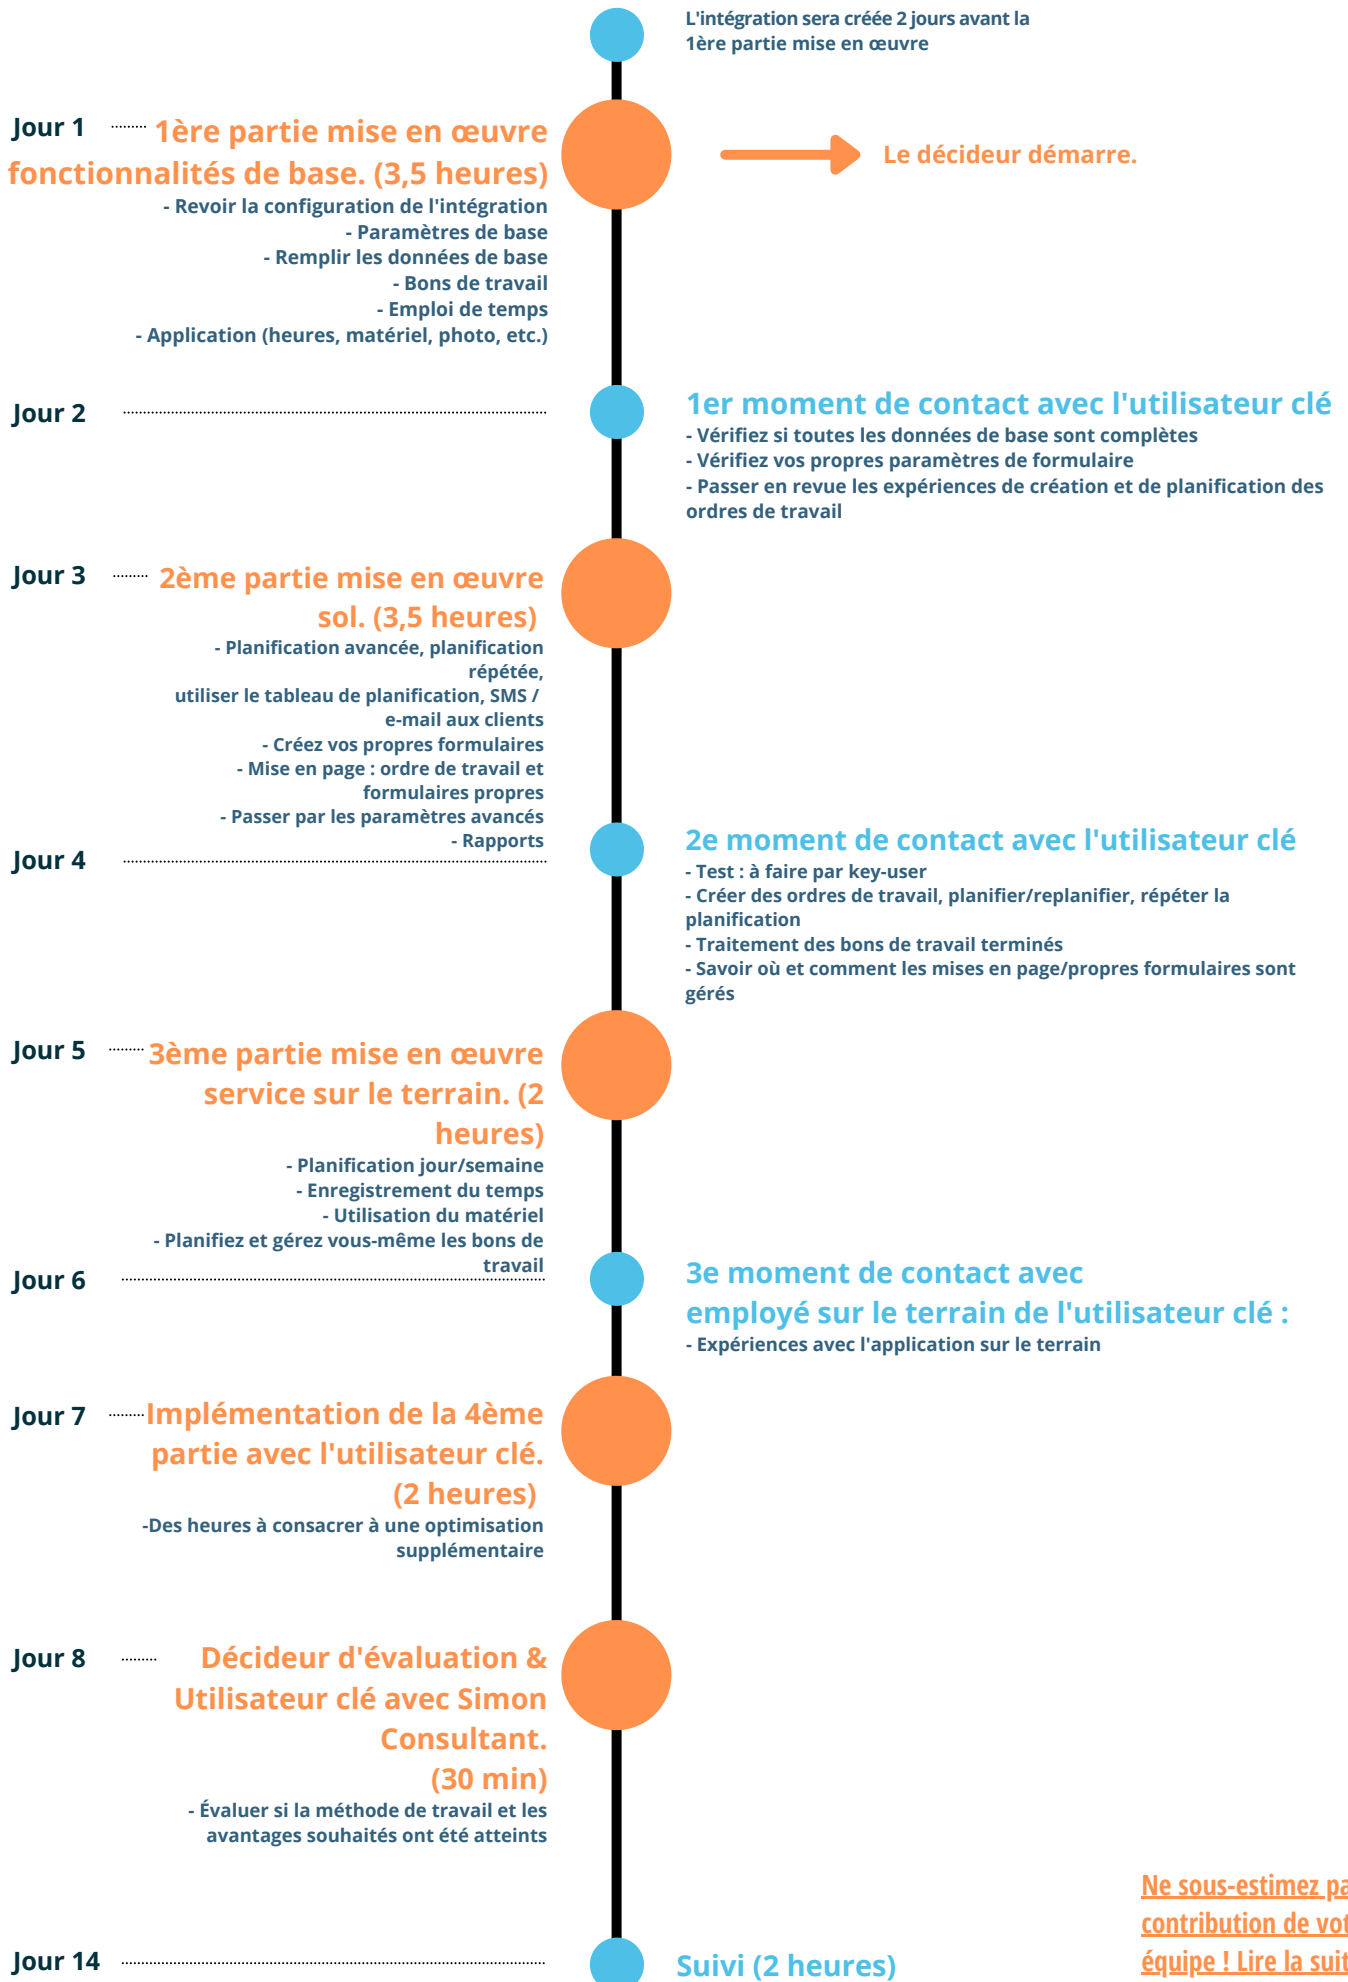 L'intégration sera créée 2 jours avant la
1ère partie mise en œuvre
Jour 1
1ère partie mise en œuvre
fonctionnalités de base. (3,5 heures)
- Revoir la configuration de l'intégration
- Paramètres de base
- Remplir les données de base
- Bons de travail
- Emploi de temps
- Application (heures, matériel, photo, etc.)
Le décideur démarre.
Jour 2
1er moment de contact avec l'utilisateur clé
- Vérifiez si toutes les données de base sont complètes
- Vérifiez vos propres paramètres de formulaire
- Passer en revue les expériences de création et de planification des
ordres de travail
Jour 3
2ème partie mise en œuvre
sol. (3,5 heures)
- Planification avancée, planification
répétée,
utiliser le tableau de planification, SMS /
e-mail aux clients
- Créez vos propres formulaires
- Mise en page : ordre de travail et
formulaires propres
- Passer par les paramètres avancés
- Rapports
Jour 4
2e moment de contact avec l'utilisateur clé
- Test : à faire par key-user
- Créer des ordres de travail, planifier/replanifier, répéter la
planification
- Traitement des bons de travail terminés
- Savoir où et comment les mises en page/propres formulaires sont
gérés
Jour 5
3ème partie mise en œuvre
service sur le terrain. (2
heures)
- Planification jour/semaine
- Enregistrement du temps
- Utilisation du matériel
- Planifiez et gérez vous-même les bons de
travail
Jour 6
3e moment de contact avec
employé sur le terrain de l'utilisateur clé :
- Expériences avec l'application sur le terrain
Jour 7
Implémentation de la 4ème
partie avec l'utilisateur clé.
(2 heures)
-Des heures à consacrer à une optimisation
supplémentaire
Jour 8
Décideur d'évaluation &
Utilisateur clé avec Simon
Consultant.
(30 min)
- Évaluer si la méthode de travail et les
avantages souhaités ont été atteints
Ne sous-estimez
contribution de
équipe ! Lire la
Jour 14
Suivi (2 heures)